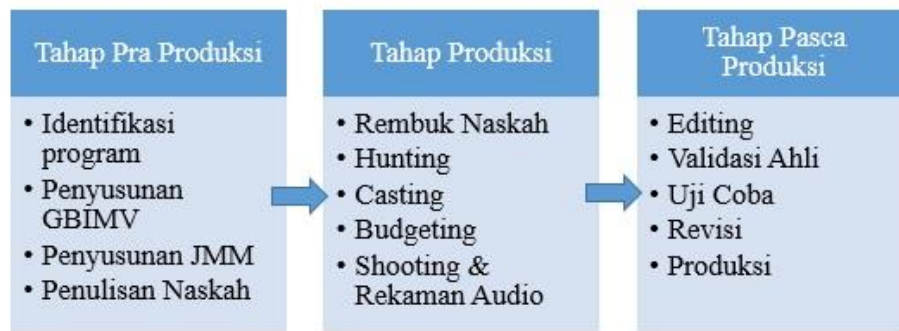 Tahap Pra Produksi
• Identifikasi
program
• Penyusunan
GBIMV
• Penyusunan JMM
• Penulisan Naskah
Tahap Produksi
• Rembuk Naskah
• Hunting
• Casting
• Budgeting
• Shooting &
Rekaman Audio
Tahap Pasca
Produksi
• Editing
• Validasi Ahli
• Uji Coba
• Revisi
• Produksi